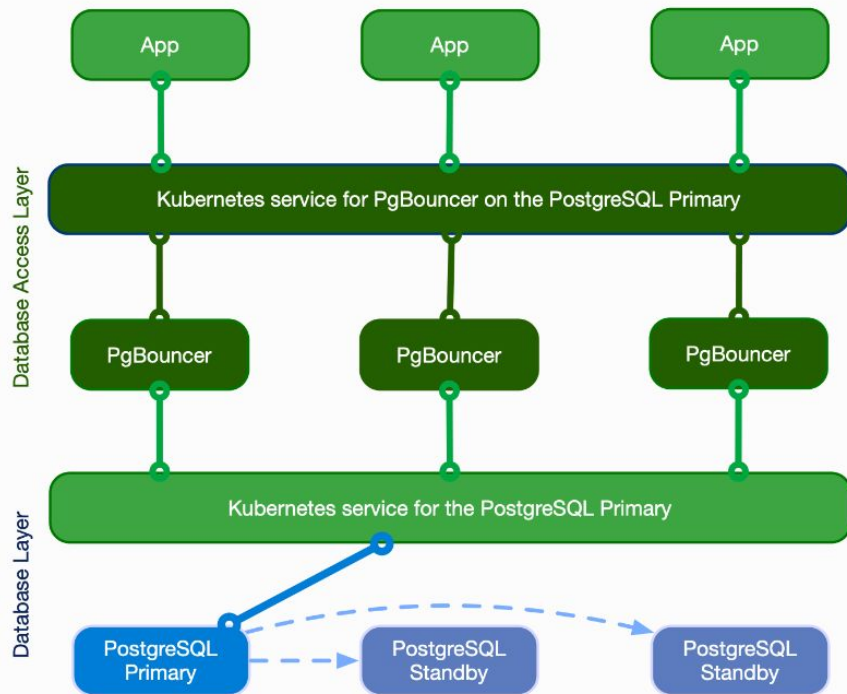 App
App
App
Database Access Layer
Kubernetes service for PgBouncer on the PostgreSQL Primary
PgBouncer
PgBouncer
PgBouncer
Database Layer
Kubernetes service for the PostgreSQL Primary
PostgreSQL
Primary
PostgreSQL
Standby
PostgreSQL
Standby